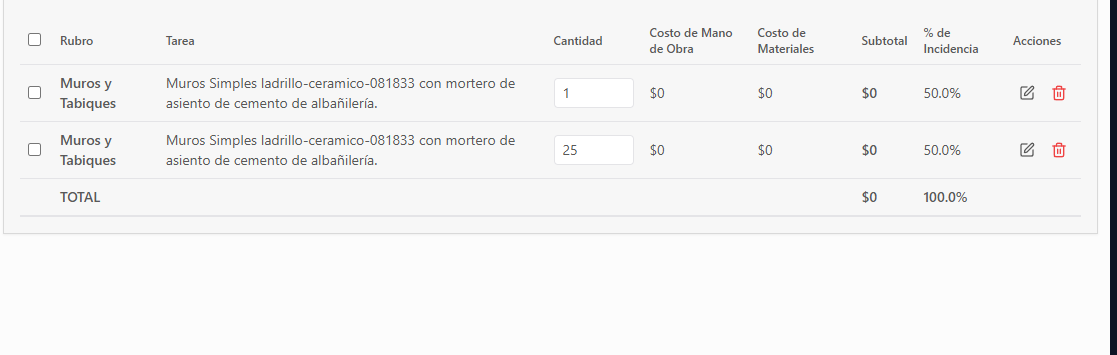 Rubro Tarea Cantidad Costo de Mano de Obra Costo de Materiales Subtotal % de Incidencia Acciones
Muros y Tabiques Muros Simples ladrillo-ceramico-081833 con mortero de asiento de cemento de albañilería. 1 $0 $0 $0 50.0%
Muros y Tabiques Muros Simples ladrillo-ceramico-081833 con mortero de asiento de cemento de albañilería. 25 $0 $0 $0 50.0%
TOTAL $0 100.0%